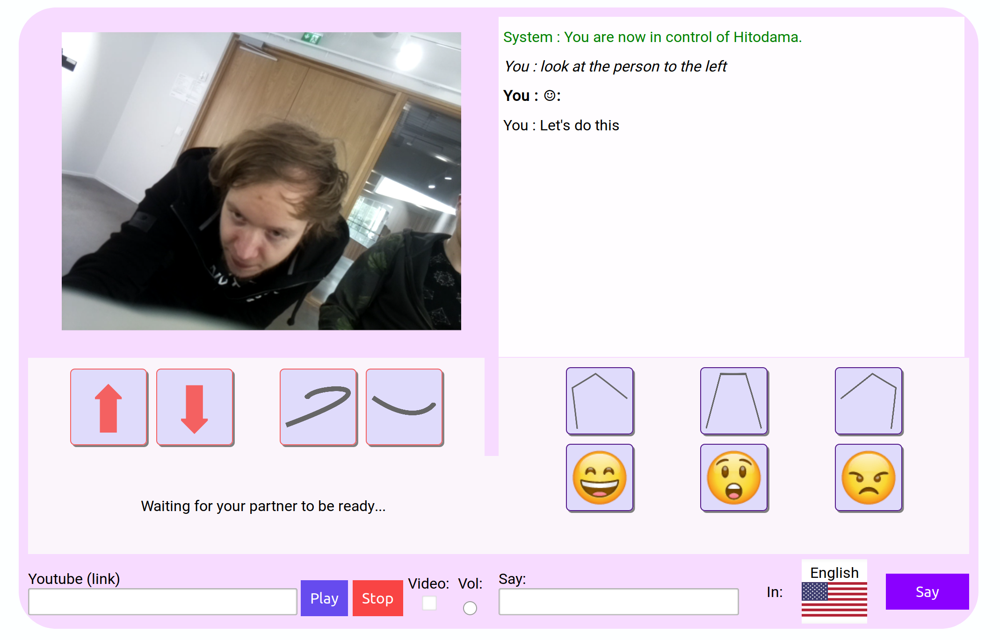 System : You are now in control of Hitodama.
You : look at the person to the left
You : ☺:
You : Let's do this
Waiting for your partner to be ready...
Youtube (link)
Play
Stop
Video:
Vol:
Say:
In:
English
Say